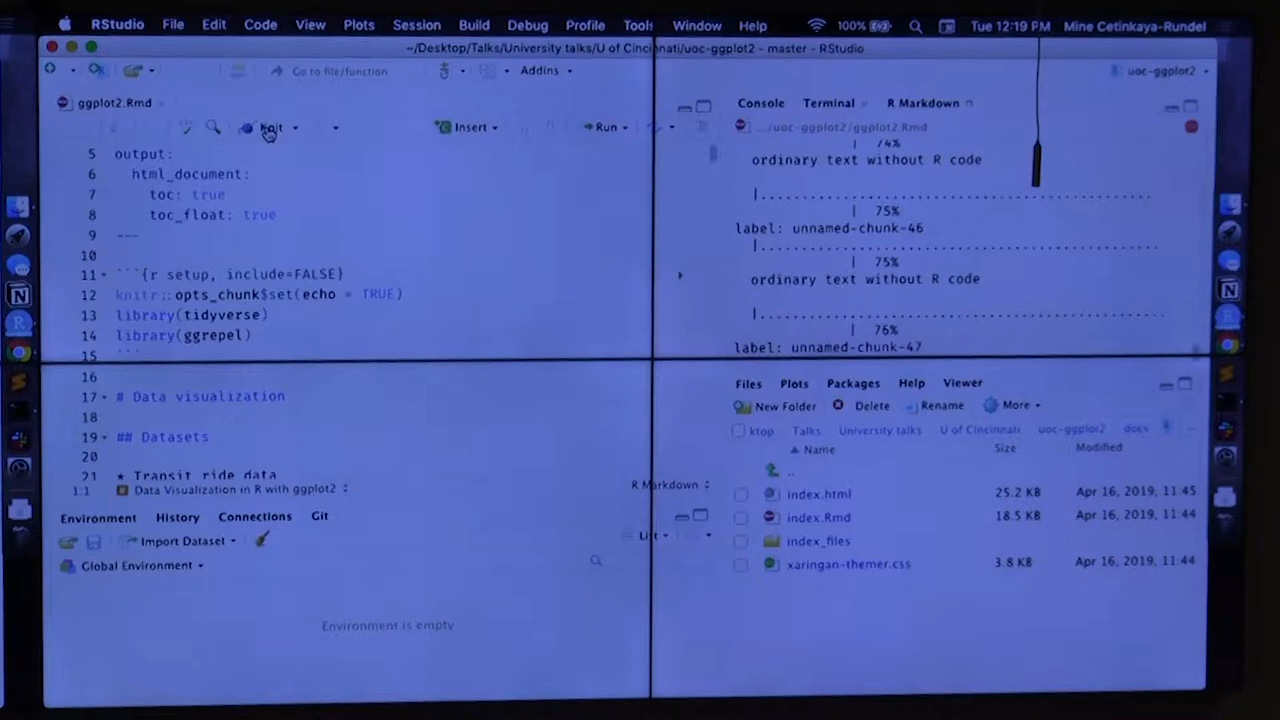 RStudio File Edit Code View Plots Session Build Debug Profile Tools Window Help 100% Tue 12:19 PM Mine Cetinkaya-Rundel
~/Desktop/Talks/University talks/U of Cincinnati/uoc-ggplot2 - master - RStudio
Go to file/function Addins uoc-ggplot2
ggplot2.Rmd
Knit Insert Run
5 output:
6 html_document:
7 toc: true
8 toc_float: true
9 ---
10
11 ```{r setup, include=FALSE}
12 knitr::opts_chunk$set(echo = TRUE)
13 library(tidyverse)
14 library(ggrepel)
15 ```
16
17 # Data visualization
18
19 ## Datasets
20
21 * Transit ride data
1:1 Data Visualization in R with ggplot2 R Markdown
Environment History Connections Git
Import Dataset List
Global Environment
Environment is empty
Console Terminal R Markdown
.../uoc-ggplot2/ggplot2.Rmd
| 74%
ordinary text without R code
|..................................................
| 75%
label: unnamed-chunk-46
|..................................................
| 75%
ordinary text without R code
|..................................................
| 76%
label: unnamed-chunk-47
Files Plots Packages Help Viewer
New Folder Delete Rename More
ktop Talks University talks U of Cincinnati uoc-ggplot2 docs
Name Size Modified
..
index.html 25.2 KB Apr 16, 2019, 11:45
index.Rmd 18.5 KB Apr 16, 2019, 11:44
index_files
xaringan-themer.css 3.8 KB Apr 16, 2019, 11:44